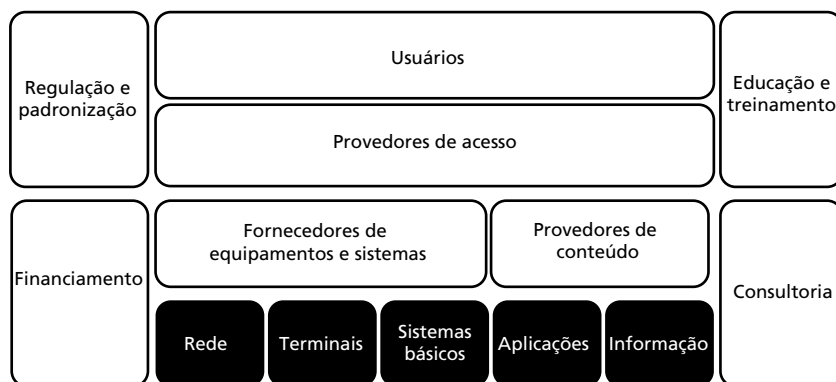 Regulação e
padronização
Usuários
Educação e
treinamento
Provedores de acesso
Financiamento
Fornecedores de
equipamentos e sistemas
Provedores de
conteúdo
Consultoria
Rede
Terminais
Sistemas
básicos
Aplicações
Informação